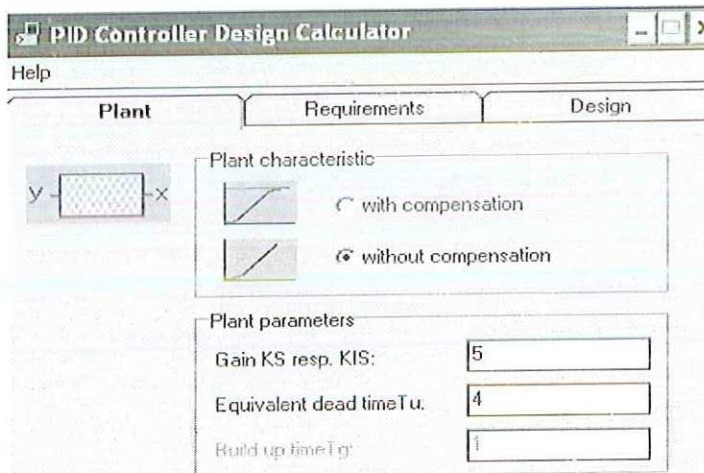 PID Controller Design Calculator
Help
Plant Requirements Design
Plant characteristic
y x
with compensation
without compensation
Plant parameters
Gain KS resp. KIS: 5
Equivalent dead timeTu: 4
Build up timeTg: 1